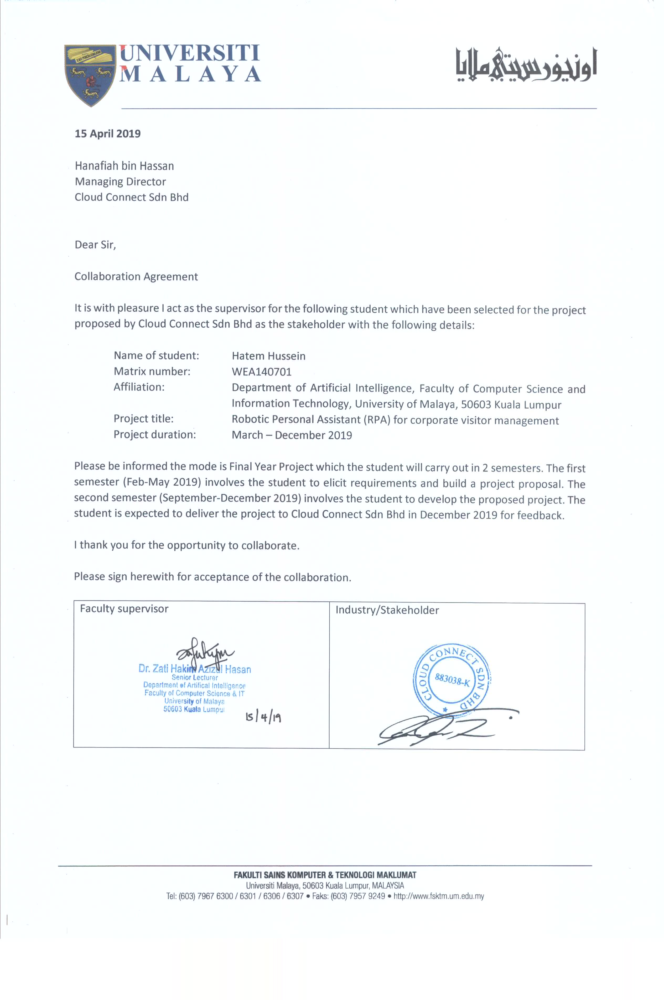 ILMU PUNCA KEMAJUAN
UNIVERSITI
MALAYA
اونيۏرسيتي ملايا
15 April 2019
Hanafiah bin Hassan
Managing Director
Cloud Connect Sdn Bhd
Dear Sir,
Collaboration Agreement
It is with pleasure I act as the supervisor for the following student which have been selected for the project
proposed by Cloud Connect Sdn Bhd as the stakeholder with the following details:
Name of student: Hatem Hussein
Matrix number: WEA140701
Affiliation: Department of Artificial Intelligence, Faculty of Computer Science and
Information Technology, University of Malaya, 50603 Kuala Lumpur
Project title: Robotic Personal Assistant (RPA) for corporate visitor management
Project duration: March – December 2019
Please be informed the mode is Final Year Project which the student will carry out in 2 semesters. The first
semester (Feb-May 2019) involves the student to elicit requirements and build a project proposal. The
second semester (September-December 2019) involves the student to develop the proposed project. The
student is expected to deliver the project to Cloud Connect Sdn Bhd in December 2019 for feedback.
I thank you for the opportunity to collaborate.
Please sign herewith for acceptance of the collaboration.
Faculty supervisor
Dr. Zati Hakim Azizul Hasan
Senior Lecturer
Department of Artifical Intelligence
Faculty of Computer Science & IT
University of Malaya
50603 Kuala Lumpur
15/4/19
Industry/Stakeholder
CLOUD CONNECT SDN BHD
883038-K
FAKULTI SAINS KOMPUTER & TEKNOLOGI MAKLUMAT
Universiti Malaya, 50603 Kuala Lumpur, MALAYSIA
Tel: (603) 7967 6300 / 6301 / 6306 / 6307 • Faks: (603) 7957 9249 • http://www.fsktm.um.edu.my